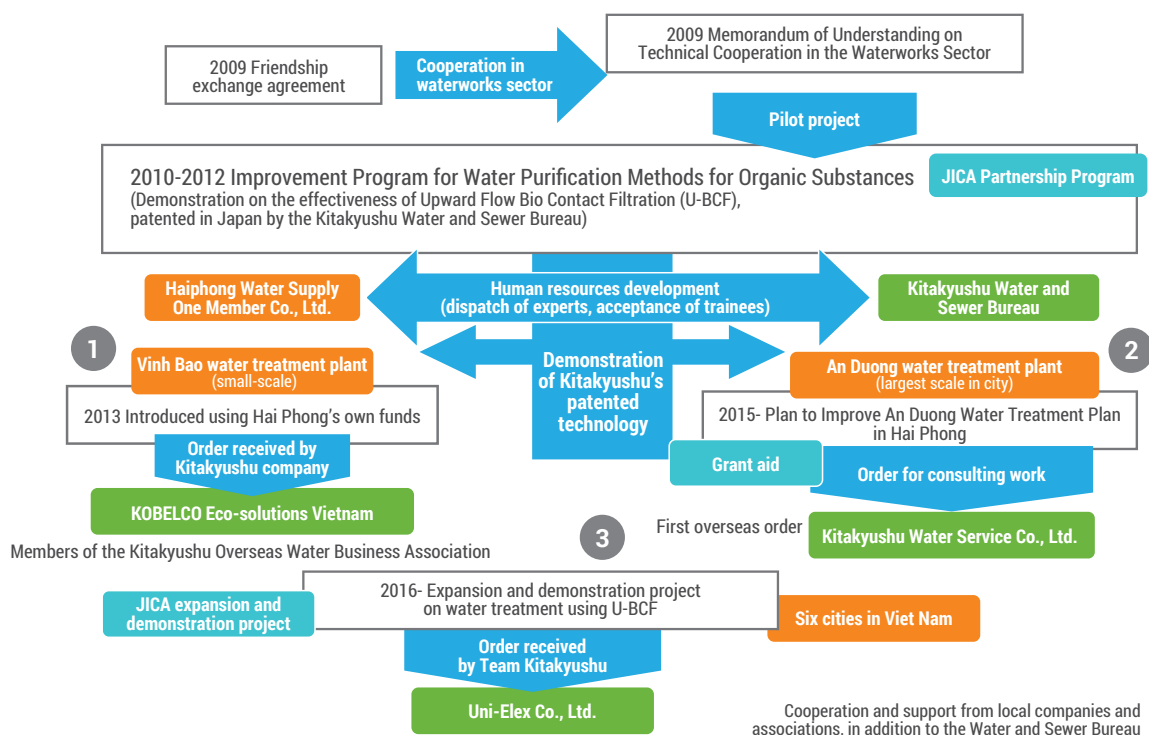 2009 Friendship
exchange agreement
Cooperation in
waterworks sector
2009 Memorandum of Understanding on
Technical Cooperation in the Waterworks Sector
Pilot project
2010-2012 Improvement Program for Water Purification Methods for Organic Substances
(Demonstration on the effectiveness of Upward Flow Bio Contact Filtration (U-BCF),
patented in Japan by the Kitakyushu Water and Sewer Bureau)
JICA Partnership Program
Haiphong Water Supply
One Member Co., Ltd.
Human resources development
(dispatch of experts, acceptance of trainees)
Kitakyushu Water and
Sewer Bureau
1
Vinh Bao water treatment plant
(small-scale)
2013 Introduced using Hai Phong's own funds
Order received by
Kitakyushu company
KOBELCO Eco-solutions Vietnam
Members of the Kitakyushu Overseas Water Business Association
Demonstration
of Kitakyushu's
patented
technology
2
An Duong water treatment plant
(largest scale in city)
2015- Plan to Improve An Duong Water Treatment Plan
in Hai Phong
Grant aid
Order for consulting work
First overseas order
Kitakyushu Water Service Co., Ltd.
3
JICA expansion and
demonstration project
2016- Expansion and demonstration project
on water treatment using U-BCF
Six cities in Viet Nam
Order received
by Team Kitakyushu
Uni-Elex Co., Ltd.
Cooperation and support from local companies and
associations. in addition to the Water and Sewer Bureau